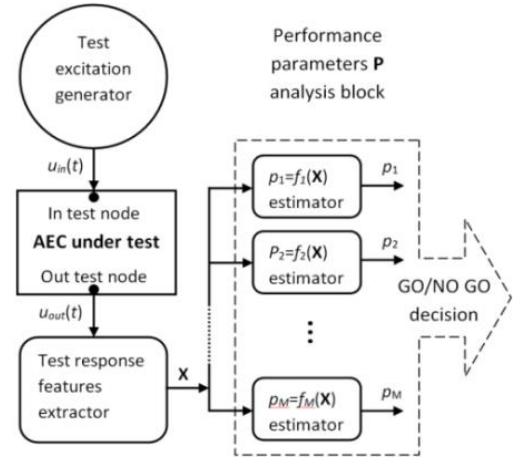 Test
excitation
generator
Performance
parameters P
analysis block
uin(t)
In test node
AEC under test
Out test node
uout(t)
Test response
features
extractor
X
p1=f1(X)
estimator
p1
P2=f2(X)
estimator
p2
⋮
pM=fM(X)
estimator
pM
GO/NO GO
decision